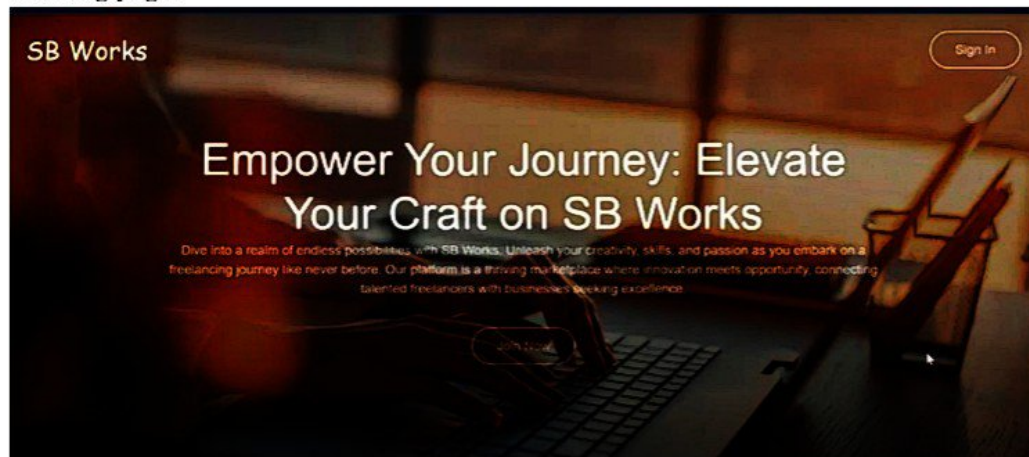 SB Works
Sign In
Empower Your Journey: Elevate
Your Craft on SB Works
Dive into a realm of endless possibilities with SB Works. Unleash your creativity, skills, and passion as you embark on a
freelancing journey like never before. Our platform is a thriving marketplace where innovation meets opportunity, connecting
talented freelancers with businesses seeking excellence
Join Now